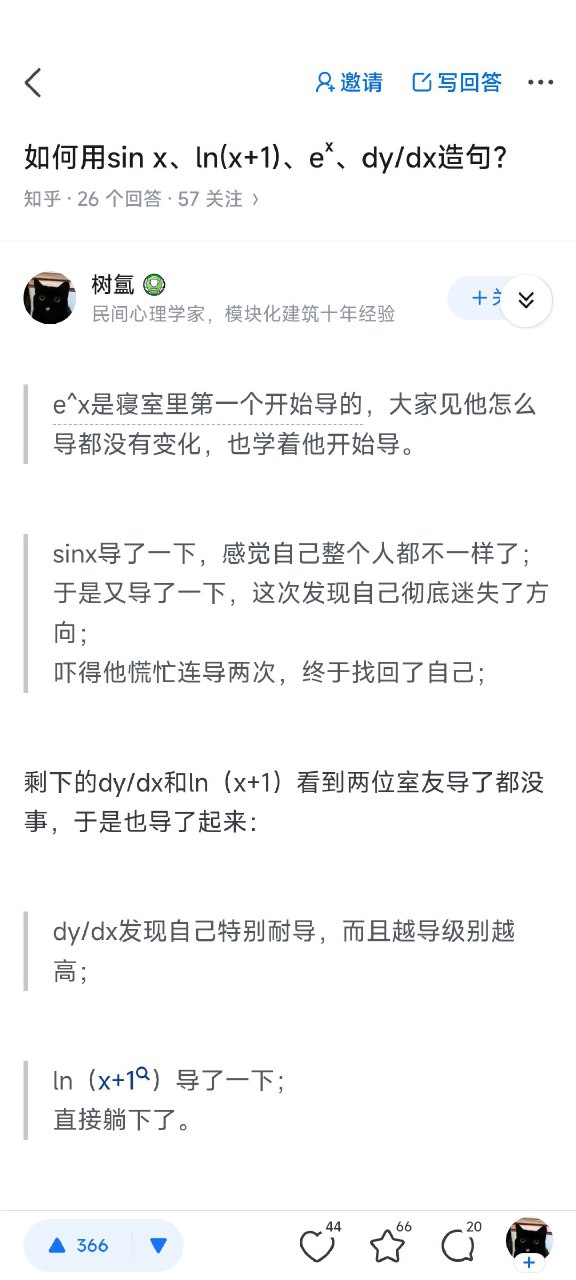 邀请 写回答
如何用sin x、ln(x+1)、eˣ、dy/dx造句？
知乎 · 26 个回答 · 57 关注 ›
树氲
民间心理学家，模块化建筑十年经验
e^x是寝室里第一个开始导的，大家见他怎么
导都没有变化，也学着他开始导。
sinx导了一下，感觉自己整个人都不一样了；
于是又导了一下，这次发现自己彻底迷失了方
向；
吓得他慌忙连导两次，终于找回了自己；
剩下的dy/dx和ln（x+1）看到两位室友导了都没
事，于是也导了起来：
dy/dx发现自己特别耐导，而且越导级别越
高；
ln（x+1）导了一下；
直接躺下了。
366 44 66 20